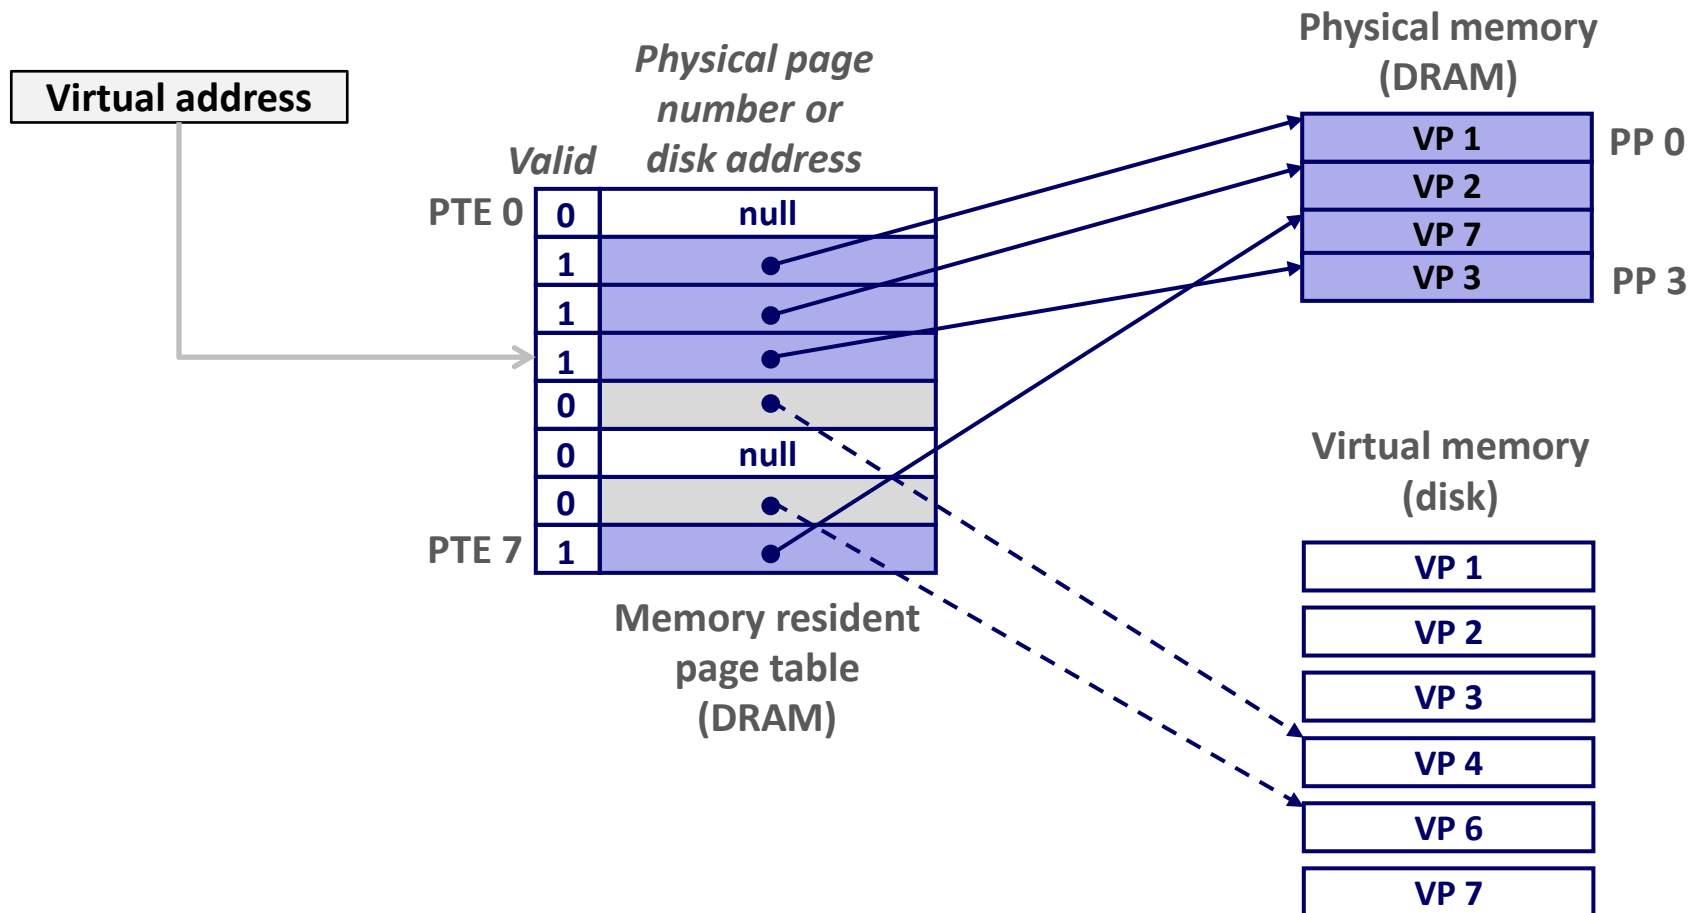 Virtual address
Physical page
number or
disk address
Valid
PTE 0
0
null
1
1
1
0
0
null
0
PTE 7
1
Memory resident
page table
(DRAM)
Physical memory
(DRAM)
VP 1
PP 0
VP 2
VP 7
VP 3
PP 3
Virtual memory
(disk)
VP 1
VP 2
VP 3
VP 4
VP 6
VP 7